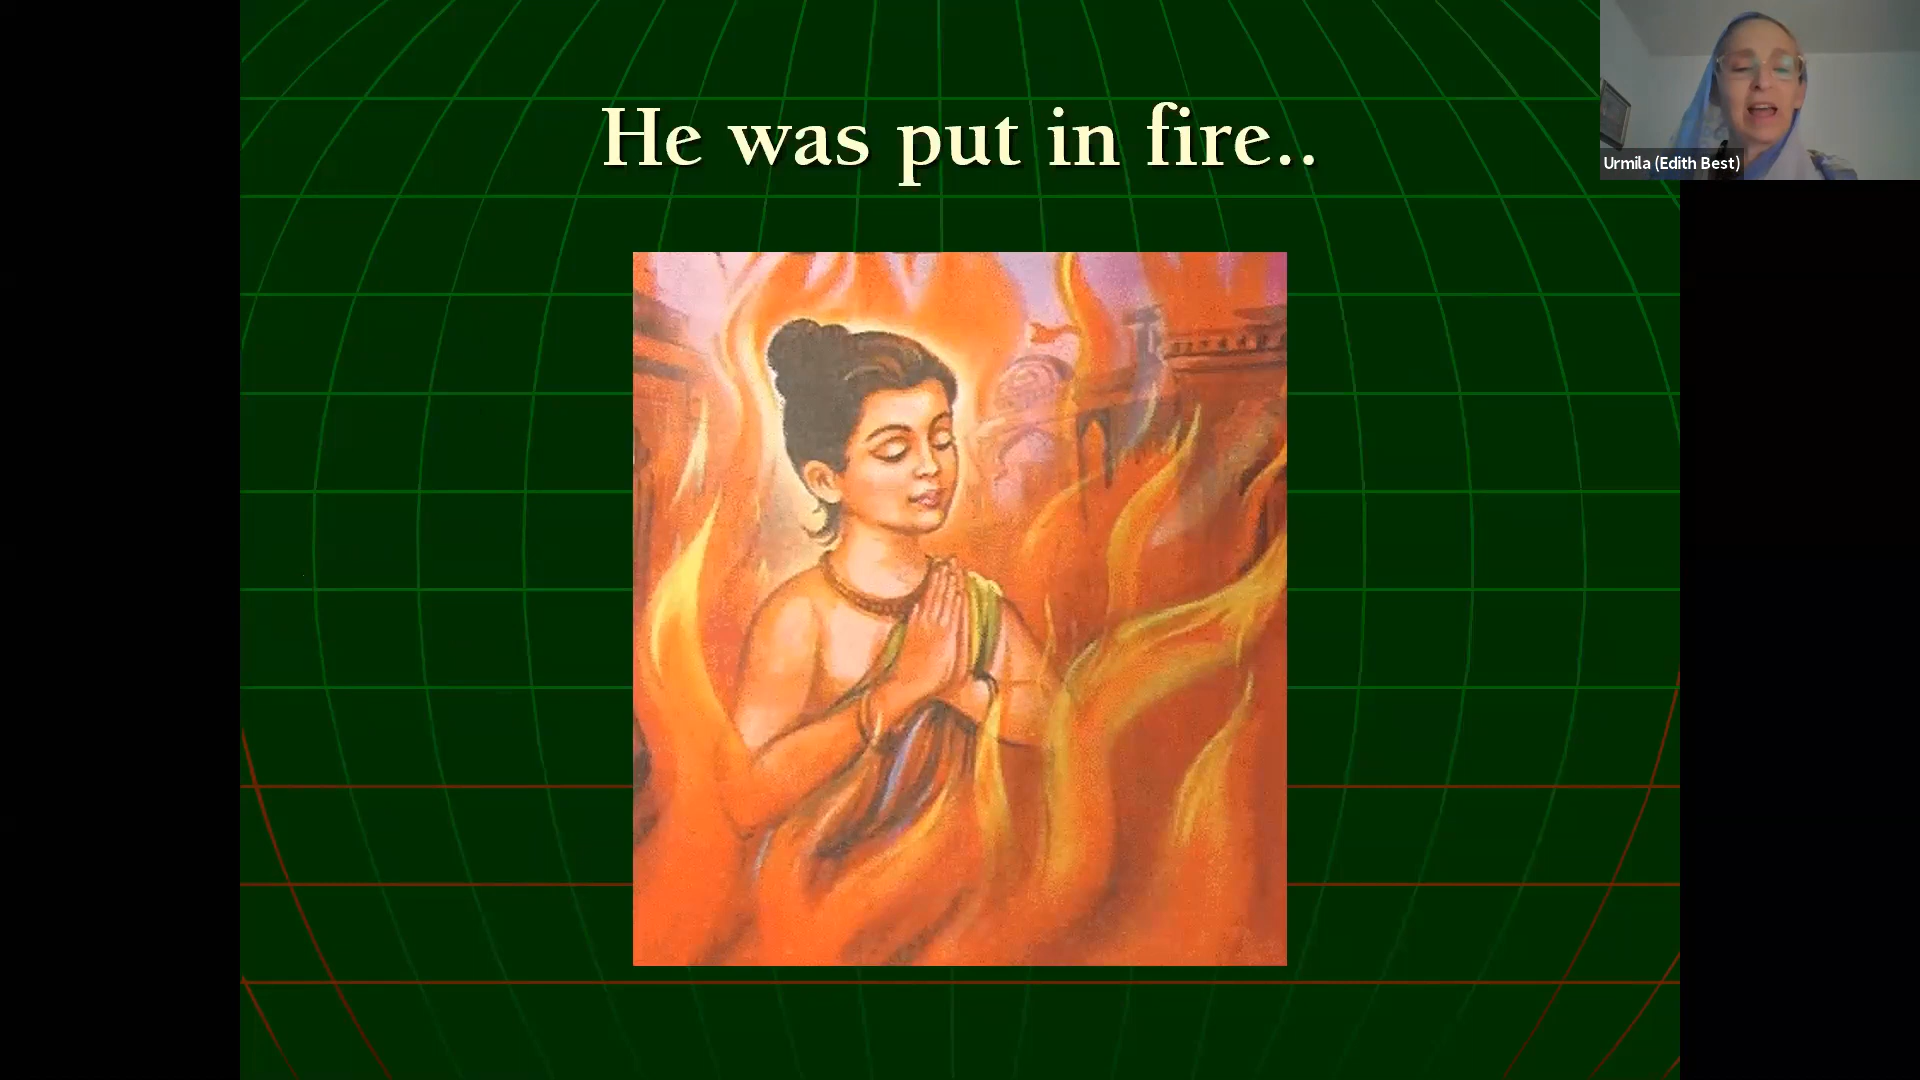 He was put in fire..
Urmila (Edith Best)